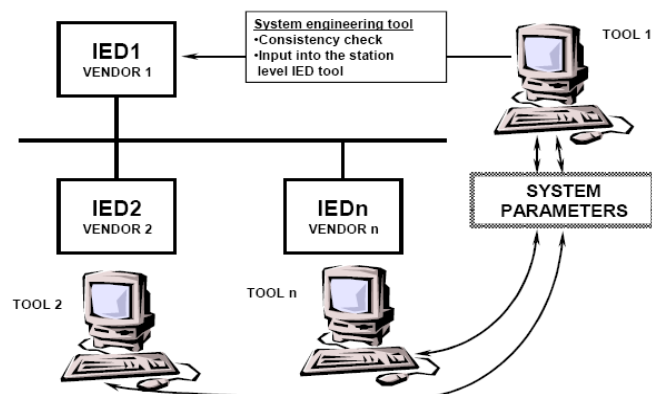 IED1
VENDOR 1
System engineering tool
•Consistency check
•Input into the station
level IED tool
TOOL 1
IED2
VENDOR 2
IEDn
VENDOR n
SYSTEM
PARAMETERS
TOOL 2
TOOL n